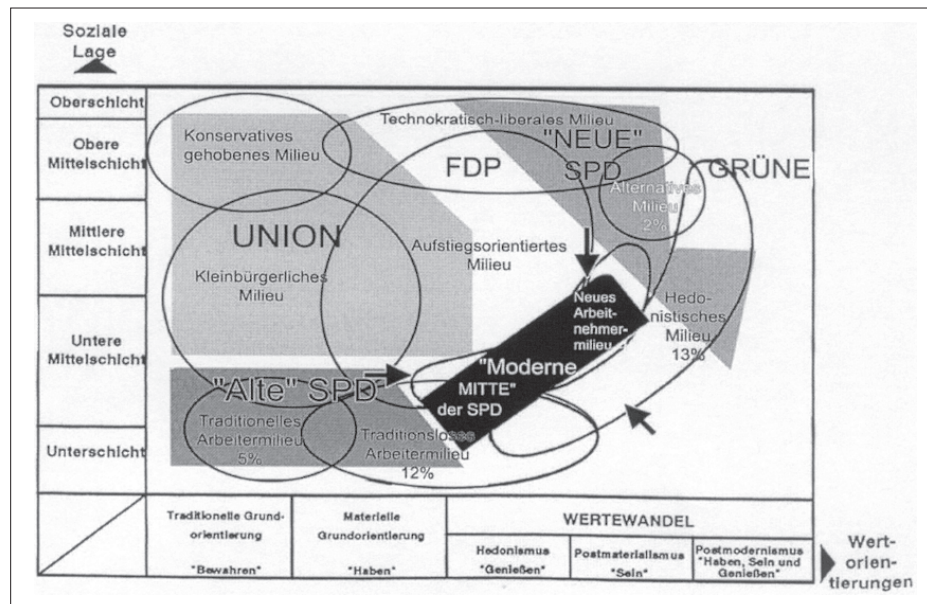 Soziale
Lage
Oberschicht
Obere
Mittelschicht
Mittlere
Mittelschicht
Untere
Mittelschicht
Unterschicht
Konservatives
gehobenes Milieu
Technokratisch-liberales Milieu
"NEUE"
SPD
FDP
GRÜNE
Alternatives
Milieu
2%
UNION
Kleinbürgerliches
Milieu
Aufstiegsorientiertes
Milieu
Neues
Arbeit-
nehmer-
milieu
Hedo-
nistisches
Milieu
13%
"Moderne
MITTE"
der SPD
"Alte" SPD
Traditionelles
Arbeitermilieu
5%
Traditionsloses
Arbeitermilieu
12%
Traditionelle Grund-
orientierung
"Bewahren"
Materielle
Grundorientierung
"Haben"
WERTEWANDEL
Hedonismus
"Genießen"
Postmaterialismus
"Sein"
Postmodernismus
"Haben, Sein und
Genießen"
Wert-
orien-
tierungen